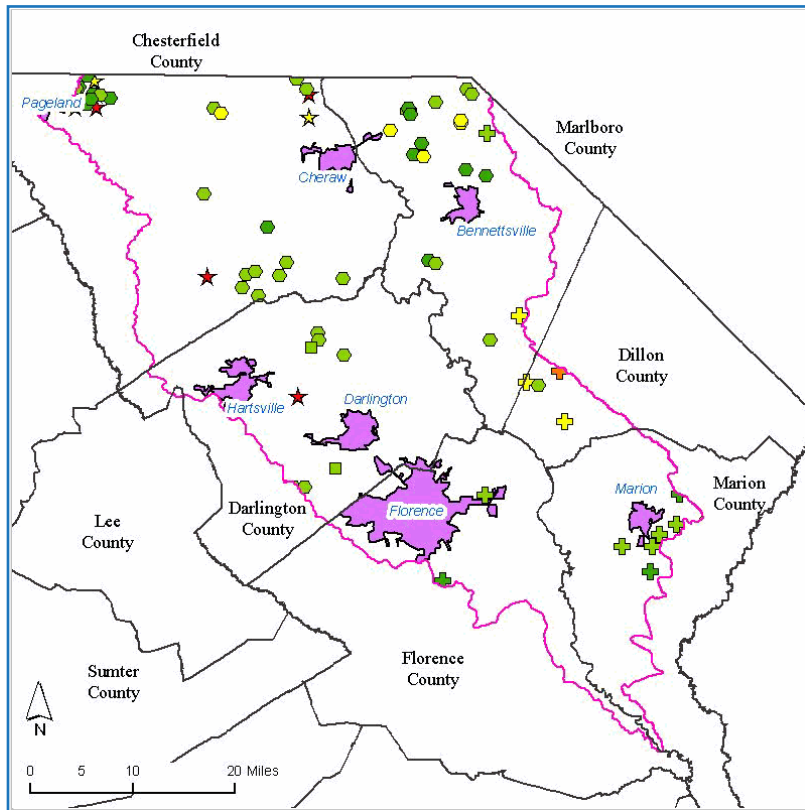 Chesterfield
County
Pageland
Cheraw
Marlboro
County
Bennettsville
Dillon
County
Hartsville
Darlington
Marion
Marion
County
Lee
County
Darlington
County
Florence
Sumter
County
Florence
County
N
0 5 10 20 Miles